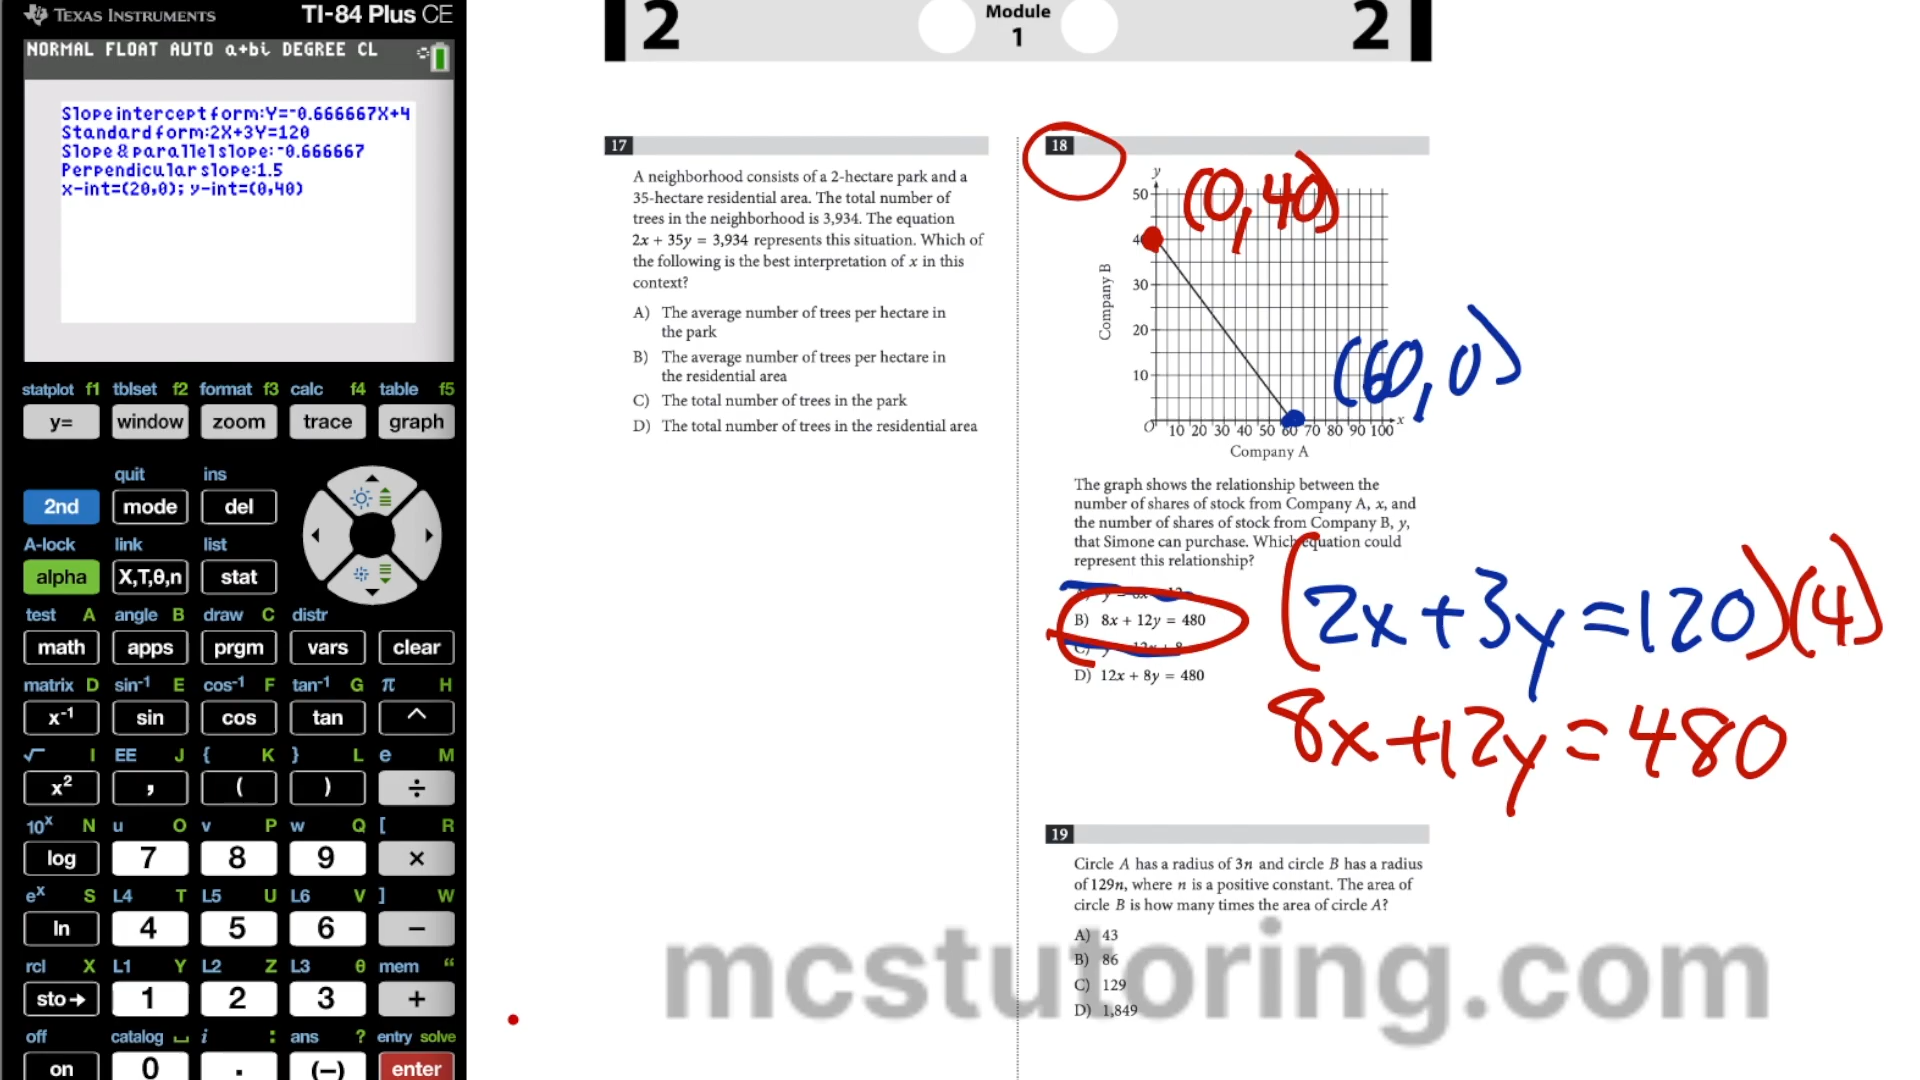 TEXAS INSTRUMENTS TI-84 Plus CE
NORMAL FLOAT AUTO a+bi DEGREE CL
Slope intercept form:Y=-0.666667X+4
Standard form:2X+3Y=120
Slope & parallel slope:-0.666667
Perpendicular slope:1.5
x-int=(20,0); y-int=(0,40)
statplot f1 tblset f2 format f3 calc f4 table f5
y= window zoom trace graph
quit ins
2nd mode del
A-lock link list
alpha X,T,θ,n stat
test A angle B draw C distr
math apps prgm vars clear
matrix D sin-1 E cos-1 F tan-1 G π H
x-1 sin cos tan ^
√ I EE J { K } L e M
x² , ( ) ÷
10x N u O v P w Q [ R
log 7 8 9 ×
ex S L4 T L5 U L6 V ] W
ln 4 5 6 −
rcl X L1 Y L2 Z L3 θ mem "
sto→ 1 2 3 +
off catalog i : ans ? entry solve
on 0 . (−) enter
2 Module 2
1
17
A neighborhood consists of a 2-hectare park and a
35-hectare residential area. The total number of
trees in the neighborhood is 3,934. The equation
2x + 35y = 3,934 represents this situation. Which of
the following is the best interpretation of x in this
context?
A) The average number of trees per hectare in
the park
B) The average number of trees per hectare in
the residential area
C) The total number of trees in the park
D) The total number of trees in the residential area
18
y
(0,40)
50
30
20
10
Company B
(60,0)
O 10 20 30 40 50 60 70 80 90 100 x
Company A
The graph shows the relationship between the
number of shares of stock from Company A, x, and
the number of shares of stock from Company B, y,
that Simone can purchase. Which equation could
represent this relationship?
B) 8x + 12y = 480
D) 12x + 8y = 480
(2x+3y=120)(4)
8x+12y=480
19
Circle A has a radius of 3n and circle B has a radius
of 129n, where n is a positive constant. The area of
circle B is how many times the area of circle A?
A) 43
B) 86
C) 129
D) 1,849
mcstutoring.com